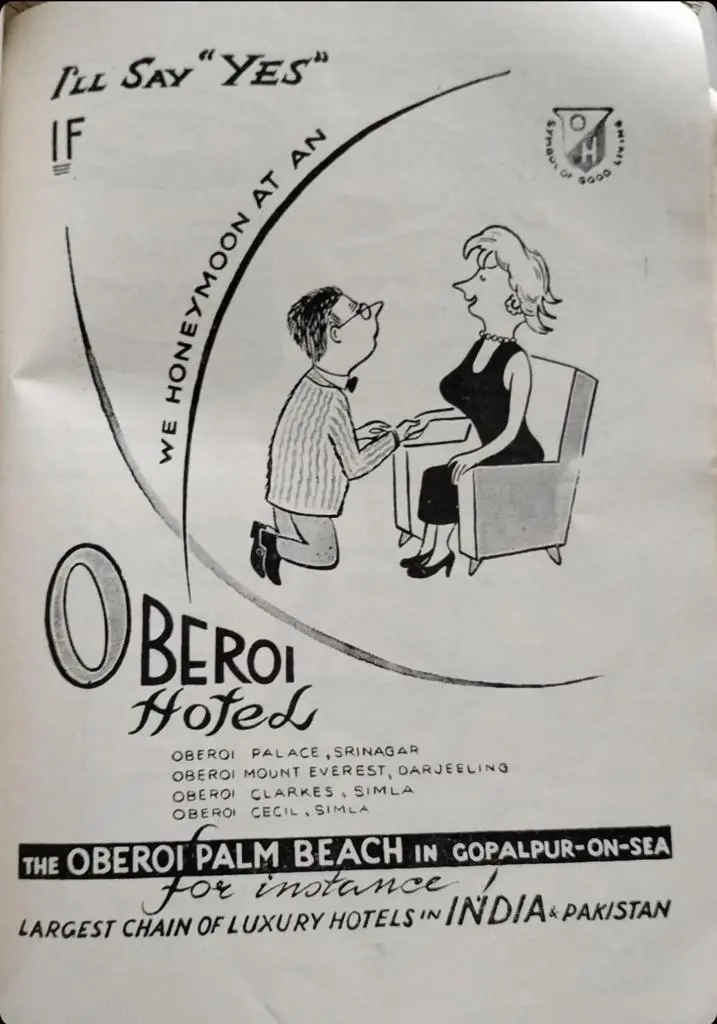 I'LL SAY "YES"
IF
WE HONEYMOON AT AN
OH
SYMBOL OF GOOD LIVING
OBEROI
Hotel
OBEROI PALACE, SRINAGAR
OBEROI MOUNT EVEREST, DARJEELING
OBEROI CLARKES, SIMLA
OBEROI CECIL, SIMLA
THE OBEROI PALM BEACH IN GOPALPUR-ON-SEA
for instance!
LARGEST CHAIN OF LUXURY HOTELS IN INDIA & PAKISTAN